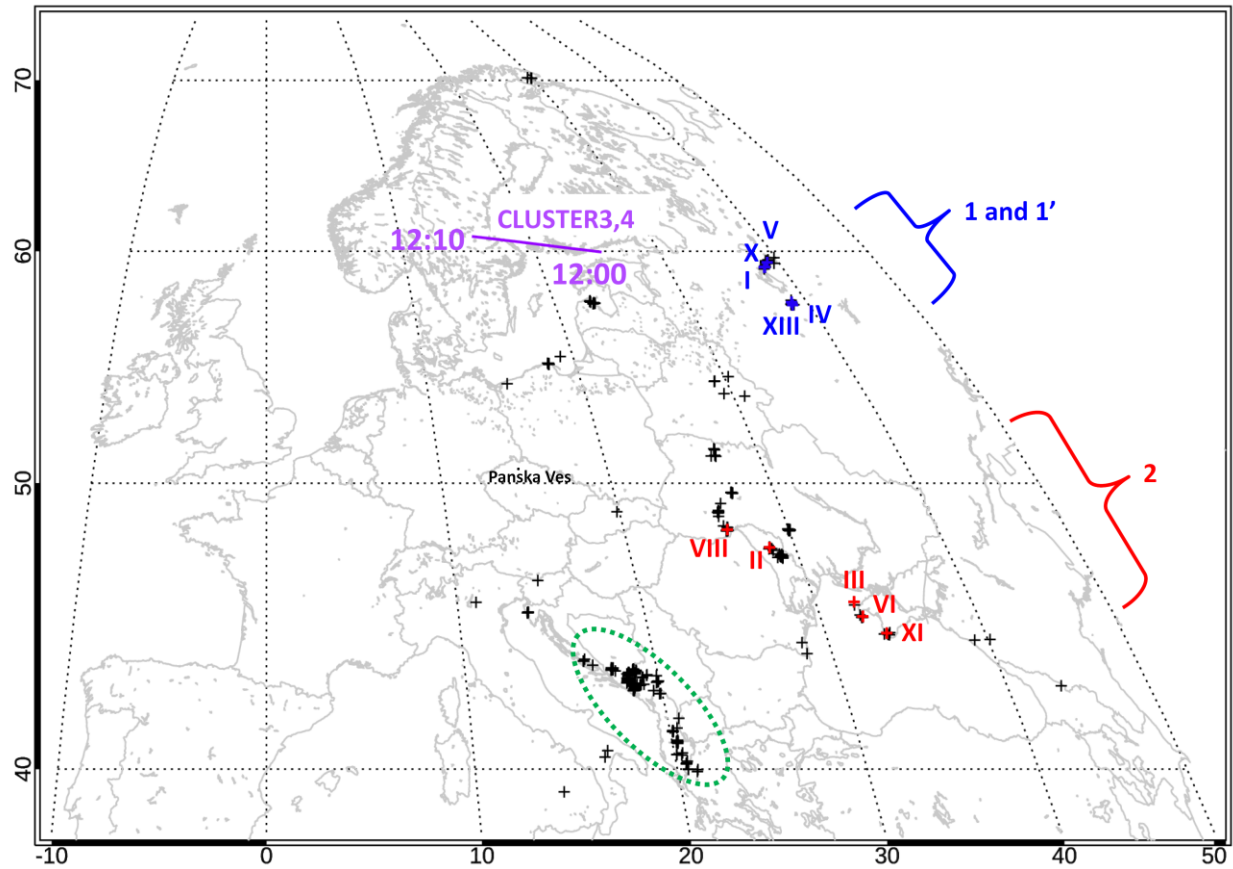 70
60
50
40
CLUSTER3,4
12:10
12:00
V
X
I
IV
XIII
1 and 1’
2
Panska Ves
VIII
II
III
VI
XI
-10 0 10 20 30 40 50